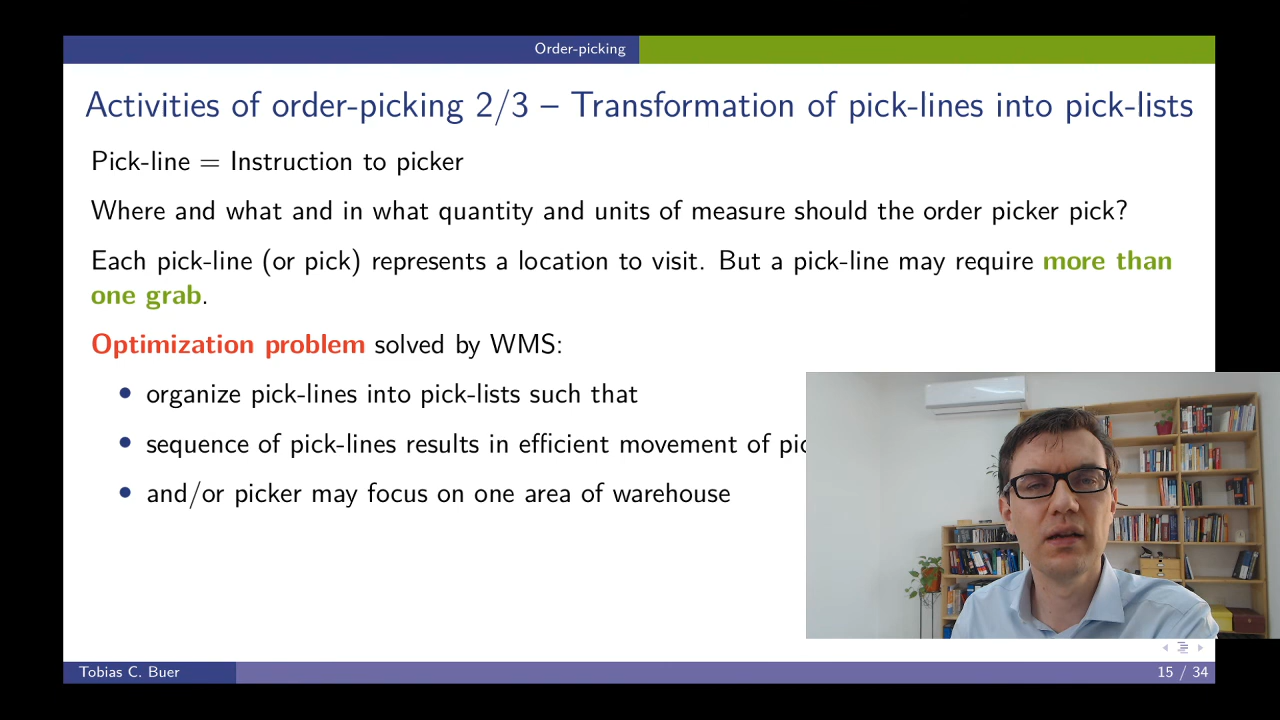 Order-picking
Activities of order-picking 2/3 – Transformation of pick-lines into pick-lists
Pick-line = Instruction to picker
Where and what and in what quantity and units of measure should the order picker pick?
Each pick-line (or pick) represents a location to visit. But a pick-line may require more than
one grab.
Optimization problem solved by WMS:
• organize pick-lines into pick-lists such that
• sequence of pick-lines results in efficient movement of
• and/or picker may focus on one area of warehouse
Tobias C. Buer
15 / 34